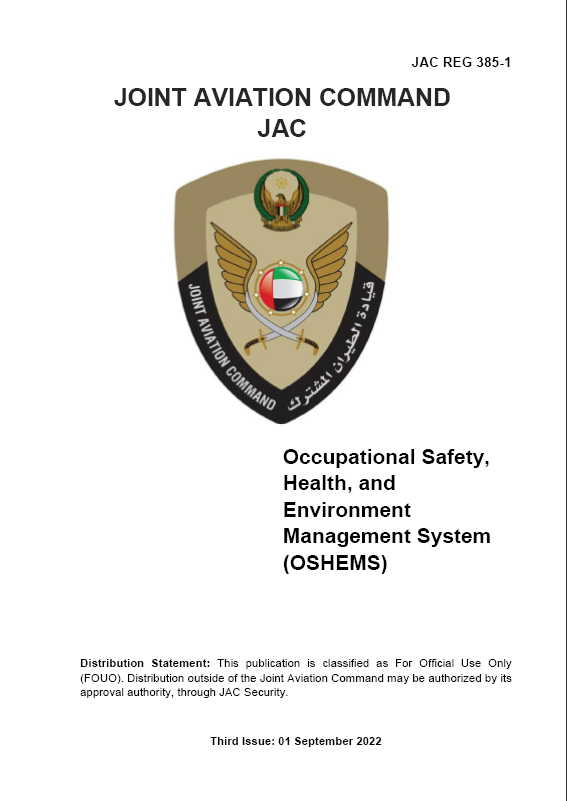 JAC REG 385-1
JOINT AVIATION COMMAND
JAC
JOINT AVIATION COMMAND
قيادة الطيران المشترك
Occupational Safety,
Health, and
Environment
Management System
(OSHEMS)
Distribution Statement: This publication is classified as For Official Use Only
(FOUO). Distribution outside of the Joint Aviation Command may be authorized by its
approval authority, through JAC Security.
Third Issue: 01 September 2022